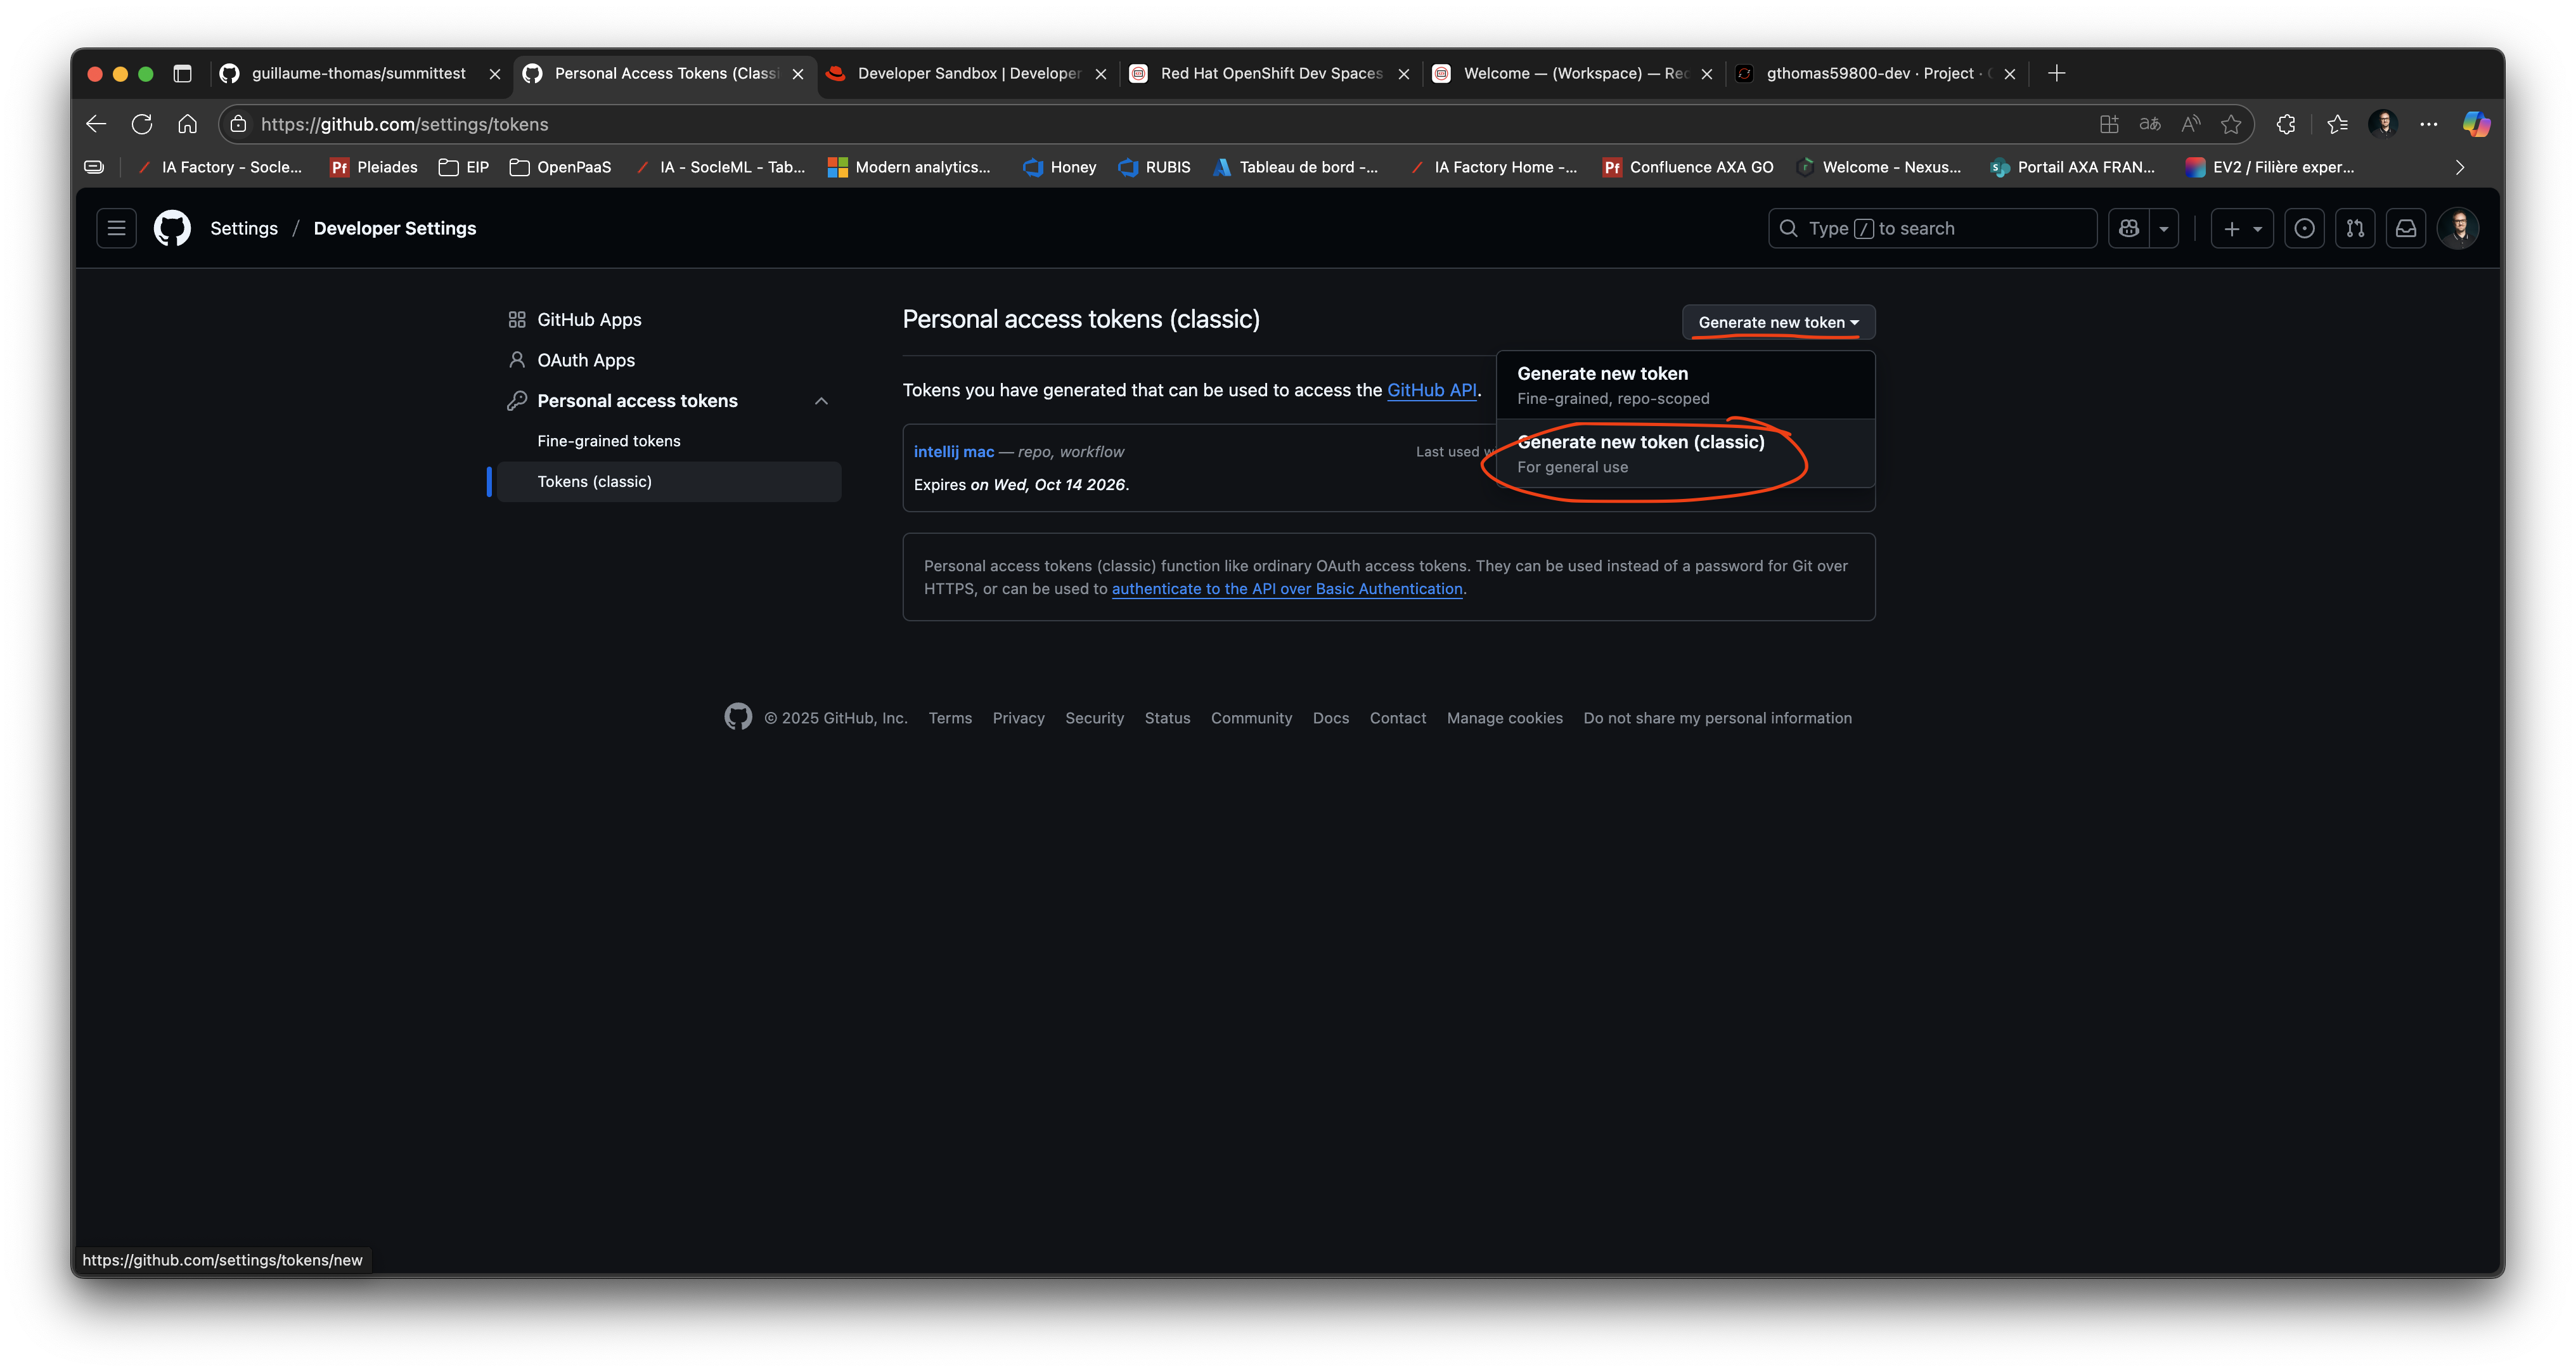 guillaume-thomas/summittest
Personal Access Tokens (Classi
Developer Sandbox | Developer
Red Hat OpenShift Dev Spaces
Welcome — (Workspace) — Red
gthomas59800-dev · Project ·
https://github.com/settings/tokens
IA Factory - Socle...
Pf Pleiades
EIP
OpenPaaS
IA - SocleML - Tab...
Modern analytics...
Honey
RUBIS
Tableau de bord -...
IA Factory Home -...
Pf Confluence AXA GO
Welcome - Nexus...
Portail AXA FRAN...
EV2 / Filière exper...
Settings / Developer Settings
Type / to search
GitHub Apps
OAuth Apps
Personal access tokens
Fine-grained tokens
Tokens (classic)
Personal access tokens (classic)
Generate new token
Generate new token
Fine-grained, repo-scoped
Generate new token (classic)
For general use
Tokens you have generated that can be used to access the GitHub API.
intellij mac — repo, workflow
Last used w
Expires on Wed, Oct 14 2026.
Personal access tokens (classic) function like ordinary OAuth access tokens. They can be used instead of a password for Git over
HTTPS, or can be used to authenticate to the API over Basic Authentication.
© 2025 GitHub, Inc. Terms Privacy Security Status Community Docs Contact Manage cookies Do not share my personal information
https://github.com/settings/tokens/new